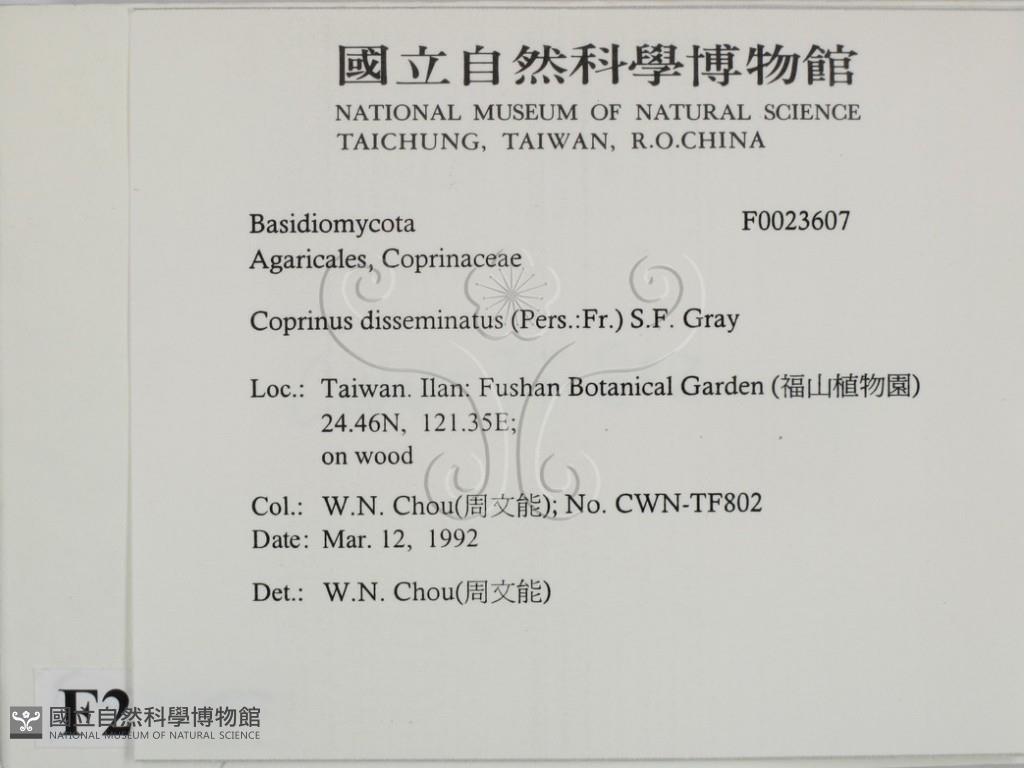 國立自然科學博物館
NATIONAL MUSEUM OF NATURAL SCIENCE
TAICHUNG, TAIWAN, R.O.CHINA
Basidiomycota F0023607
Agaricales, Coprinaceae
Coprinus disseminatus (Pers.:Fr.) S.F. Gray
Loc.: Taiwan. Ilan: Fushan Botanical Garden (福山植物園)
24.46N, 121.35E;
on wood
Col.: W.N. Chou(周文能); No. CWN-TF802
Date: Mar. 12, 1992
Det.: W.N. Chou(周文能)
F2
國立自然科學博物館
NATIONAL MUSEUM OF NATURAL SCIENCE